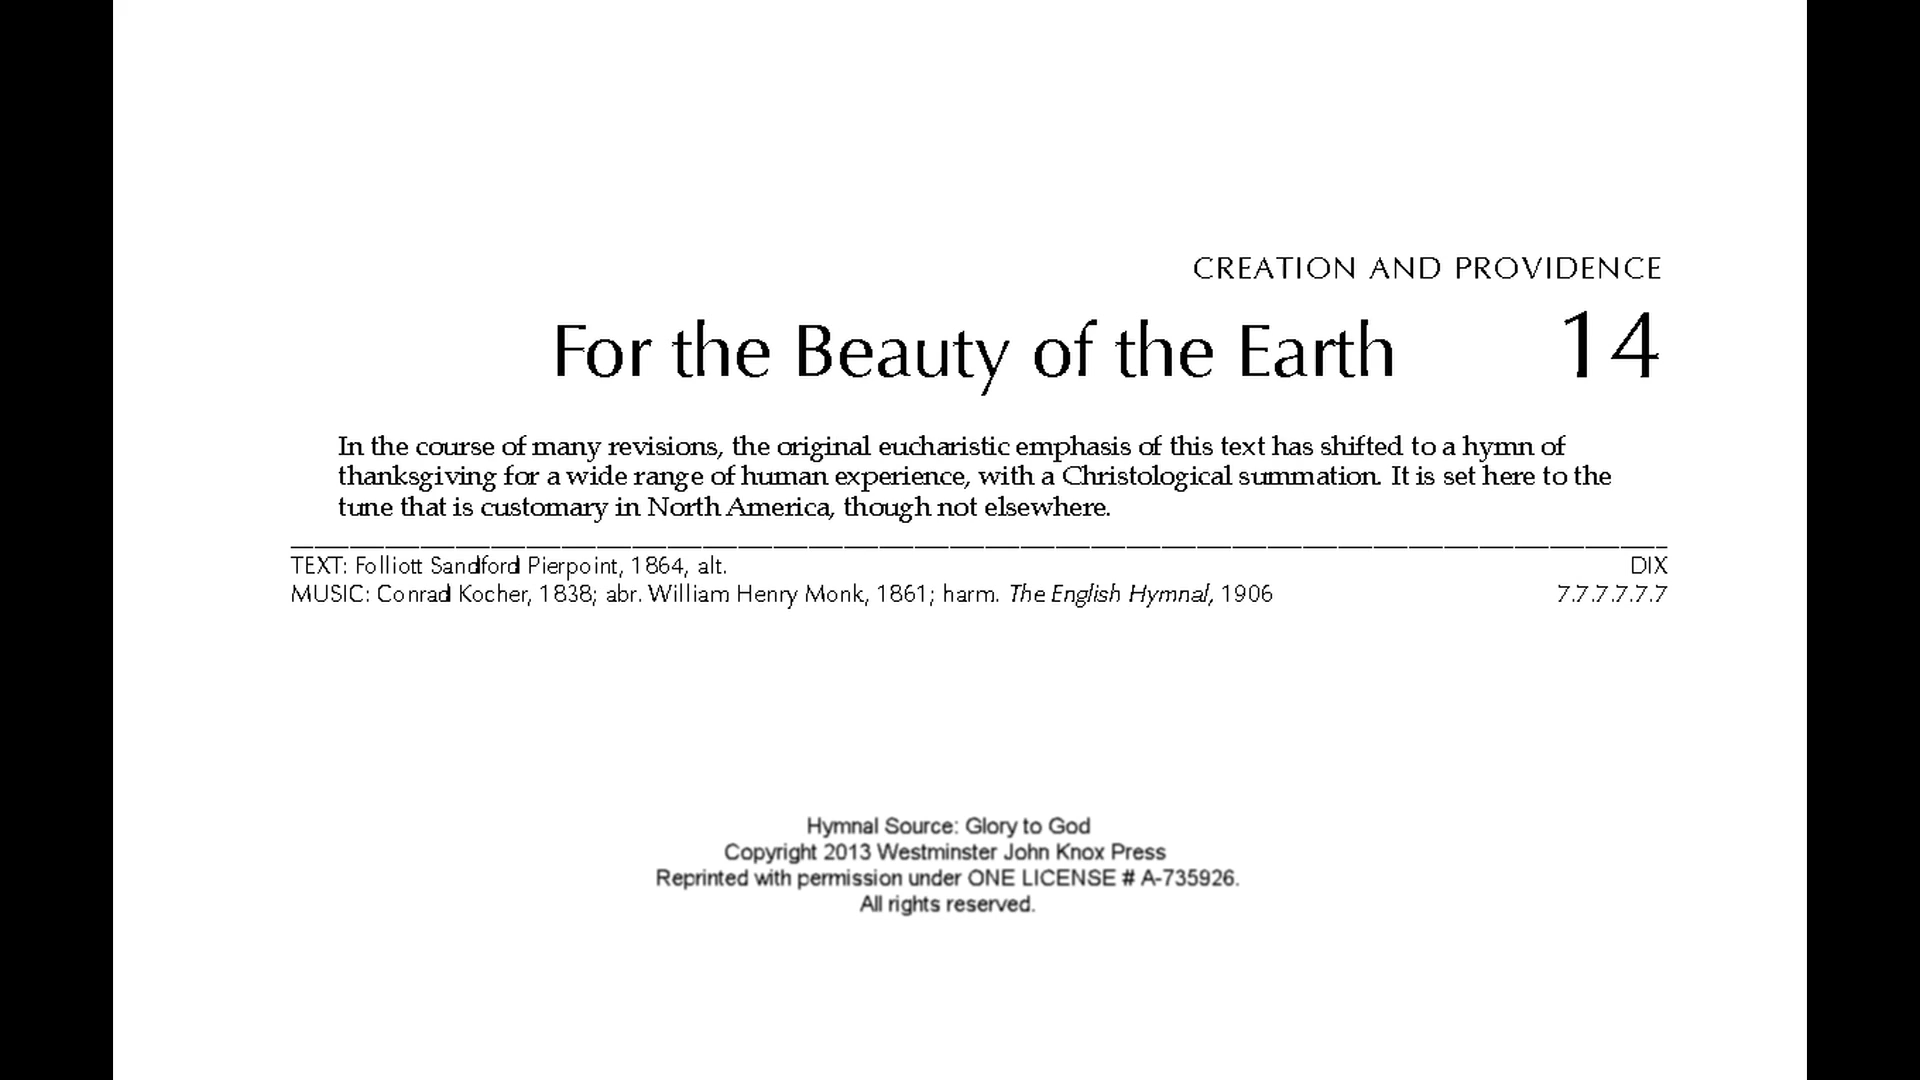 CREATION AND PROVIDENCE
For the Beauty of the Earth 14
In the course of many revisions, the original eucharistic emphasis of this text has shifted to a hymn of
thanksgiving for a wide range of human experience, with a Christological summation. It is set here to the
tune that is customary in North America, though not elsewhere.
TEXT: Folliott Sandford Pierpoint, 1864, alt. DIX
MUSIC: Conrad Kocher, 1838; abr. William Henry Monk, 1861; harm. The English Hymnal, 1906 7.7.7.7.7.7
Hymnal Source: Glory to God
Copyright 2013 Westminster John Knox Press
Reprinted with permission under ONE LICENSE # A-735926.
All rights reserved.